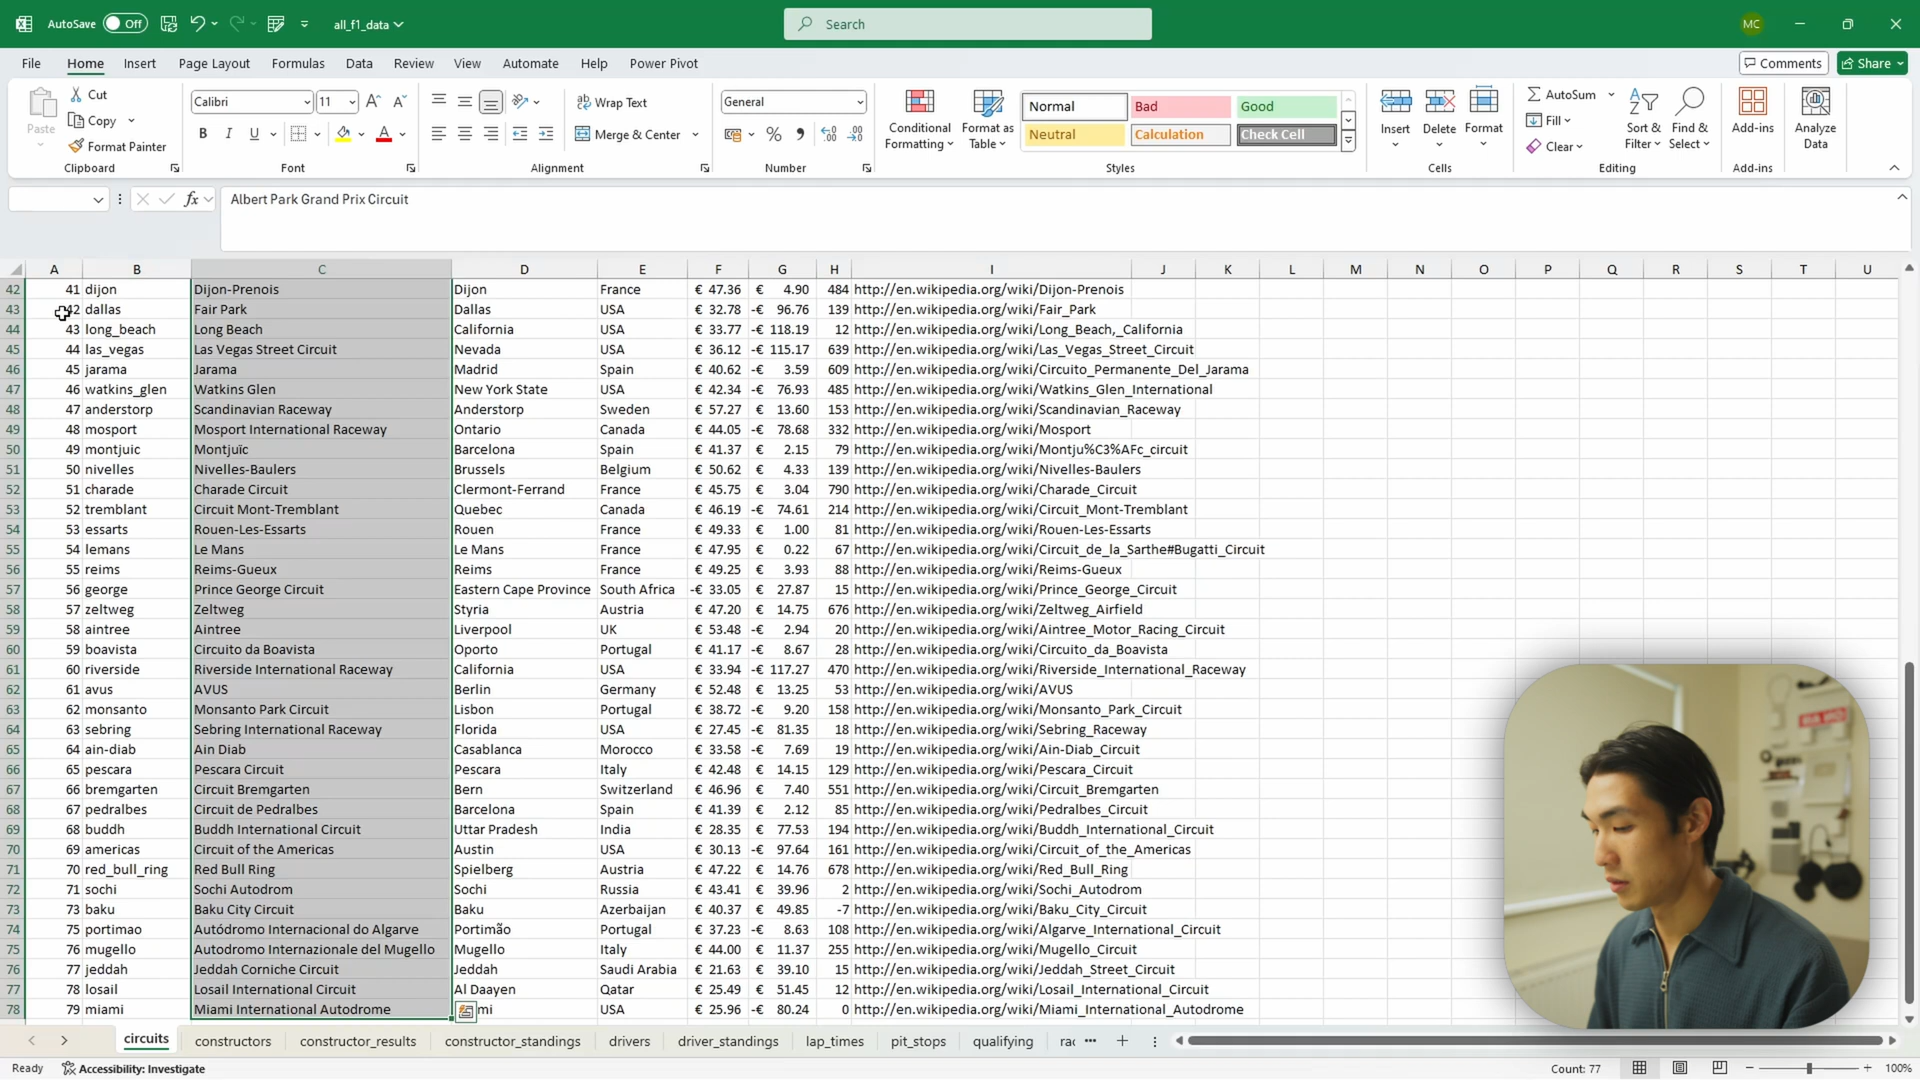 AutoSave Off all_f1_data Search MC
File Home Insert Page Layout Formulas Data Review View Automate Help Power Pivot Comments Share
Paste Cut Copy Format Painter Clipboard
Calibri 11 B I U A Font
Wrap Text Merge & Center Alignment
General % , Number
Conditional Formatting Format as Table Normal Bad Good Neutral Calculation Check Cell Styles
Insert Delete Format Cells
AutoSum Fill Clear Sort & Filter Find & Select Editing
Add-ins Add-ins Analyze Data
fx Albert Park Grand Prix Circuit
A B C D E F G H I J K L M N O P Q R S T U
42 41 dijon Dijon-Prenois Dijon France € 47.36 € 4.90 484 http://en.wikipedia.org/wiki/Dijon-Prenois
43 42 dallas Fair Park Dallas USA € 32.78 -€ 96.76 139 http://en.wikipedia.org/wiki/Fair_Park
44 43 long_beach Long Beach California USA € 33.77 -€ 118.19 12 http://en.wikipedia.org/wiki/Long_Beach,_California
45 44 las_vegas Las Vegas Street Circuit Nevada USA € 36.12 -€ 115.17 639 http://en.wikipedia.org/wiki/Las_Vegas_Street_Circuit
46 45 jarama Jarama Madrid Spain € 40.62 -€ 3.59 609 http://en.wikipedia.org/wiki/Circuito_Permanente_Del_Jarama
47 46 watkins_glen Watkins Glen New York State USA € 42.34 -€ 76.93 485 http://en.wikipedia.org/wiki/Watkins_Glen_International
48 47 anderstorp Scandinavian Raceway Anderstorp Sweden € 57.27 € 13.60 153 http://en.wikipedia.org/wiki/Scandinavian_Raceway
49 48 mosport Mosport International Raceway Ontario Canada € 44.05 -€ 78.68 332 http://en.wikipedia.org/wiki/Mosport
50 49 montjuic Montjuïc Barcelona Spain € 41.37 € 2.15 79 http://en.wikipedia.org/wiki/Montju%C3%AFc_circuit
51 50 nivelles Nivelles-Baulers Brussels Belgium € 50.62 € 4.33 139 http://en.wikipedia.org/wiki/Nivelles-Baulers
52 51 charade Charade Circuit Clermont-Ferrand France € 45.75 € 3.04 790 http://en.wikipedia.org/wiki/Charade_Circuit
53 52 tremblant Circuit Mont-Tremblant Quebec Canada € 46.19 -€ 74.61 214 http://en.wikipedia.org/wiki/Circuit_Mont-Tremblant
54 53 essarts Rouen-Les-Essarts Rouen France € 49.33 € 1.00 81 http://en.wikipedia.org/wiki/Rouen-Les-Essarts
55 54 lemans Le Mans Le Mans France € 47.95 € 0.22 67 http://en.wikipedia.org/wiki/Circuit_de_la_Sarthe#Bugatti_Circuit
56 55 reims Reims-Gueux Reims France € 49.25 € 3.93 88 http://en.wikipedia.org/wiki/Reims-Gueux
57 56 george Prince George Circuit Eastern Cape Province South Africa -€ 33.05 € 27.87 15 http://en.wikipedia.org/wiki/Prince_George_Circuit
58 57 zeltweg Zeltweg Styria Austria € 47.20 € 14.75 676 http://en.wikipedia.org/wiki/Zeltweg_Airfield
59 58 aintree Aintree Liverpool UK € 53.48 -€ 2.94 20 http://en.wikipedia.org/wiki/Aintree_Motor_Racing_Circuit
60 59 boavista Circuito da Boavista Oporto Portugal € 41.17 -€ 8.67 28 http://en.wikipedia.org/wiki/Circuito_da_Boavista
61 60 riverside Riverside International Raceway California USA € 33.94 -€ 117.27 470 http://en.wikipedia.org/wiki/Riverside_International_Raceway
62 61 avus AVUS Berlin Germany € 52.48 € 13.25 53 http://en.wikipedia.org/wiki/AVUS
63 62 monsanto Monsanto Park Circuit Lisbon Portugal € 38.72 -€ 9.20 158 http://en.wikipedia.org/wiki/Monsanto_Park_Circuit
64 63 sebring Sebring International Raceway Florida USA € 27.45 -€ 81.35 18 http://en.wikipedia.org/wiki/Sebring_Raceway
65 64 ain-diab Ain Diab Casablanca Morocco € 33.58 -€ 7.69 19 http://en.wikipedia.org/wiki/Ain-Diab_Circuit
66 65 pescara Pescara Circuit Pescara Italy € 42.48 € 14.15 129 http://en.wikipedia.org/wiki/Pescara_Circuit
67 66 bremgarten Circuit Bremgarten Bern Switzerland € 46.96 € 7.40 551 http://en.wikipedia.org/wiki/Circuit_Bremgarten
68 67 pedralbes Circuit de Pedralbes Barcelona Spain € 41.39 € 2.12 85 http://en.wikipedia.org/wiki/Pedralbes_Circuit
69 68 buddh Buddh International Circuit Uttar Pradesh India € 28.35 € 77.53 194 http://en.wikipedia.org/wiki/Buddh_International_Circuit
70 69 americas Circuit of the Americas Austin USA € 30.13 -€ 97.64 161 http://en.wikipedia.org/wiki/Circuit_of_the_Americas
71 70 red_bull_ring Red Bull Ring Spielberg Austria € 47.22 € 14.76 678 http://en.wikipedia.org/wiki/Red_Bull_Ring
72 71 sochi Sochi Autodrom Sochi Russia € 43.41 € 39.96 2 http://en.wikipedia.org/wiki/Sochi_Autodrom
73 73 baku Baku City Circuit Baku Azerbaijan € 40.37 € 49.85 -7 http://en.wikipedia.org/wiki/Baku_City_Circuit
74 75 portimao Autódromo Internacional do Algarve Portimão Portugal € 37.23 -€ 8.63 108 http://en.wikipedia.org/wiki/Algarve_International_Circuit
75 76 mugello Autodromo Internazionale del Mugello Mugello Italy € 44.00 € 11.37 255 http://en.wikipedia.org/wiki/Mugello_Circuit
76 77 jeddah Jeddah Corniche Circuit Jeddah Saudi Arabia € 21.63 € 39.10 15 http://en.wikipedia.org/wiki/Jeddah_Street_Circuit
77 78 losail Losail International Circuit Al Daayen Qatar € 25.49 € 51.45 12 http://en.wikipedia.org/wiki/Losail_International_Circuit
78 79 miami Miami International Autodrome mi USA € 25.96 -€ 80.24 0 http://en.wikipedia.org/wiki/Miami_International_Autodrome
circuits constructors constructor_results constructor_standings drivers driver_standings lap_times pit_stops qualifying rac
Ready Accessibility: Investigate Count: 77 100%